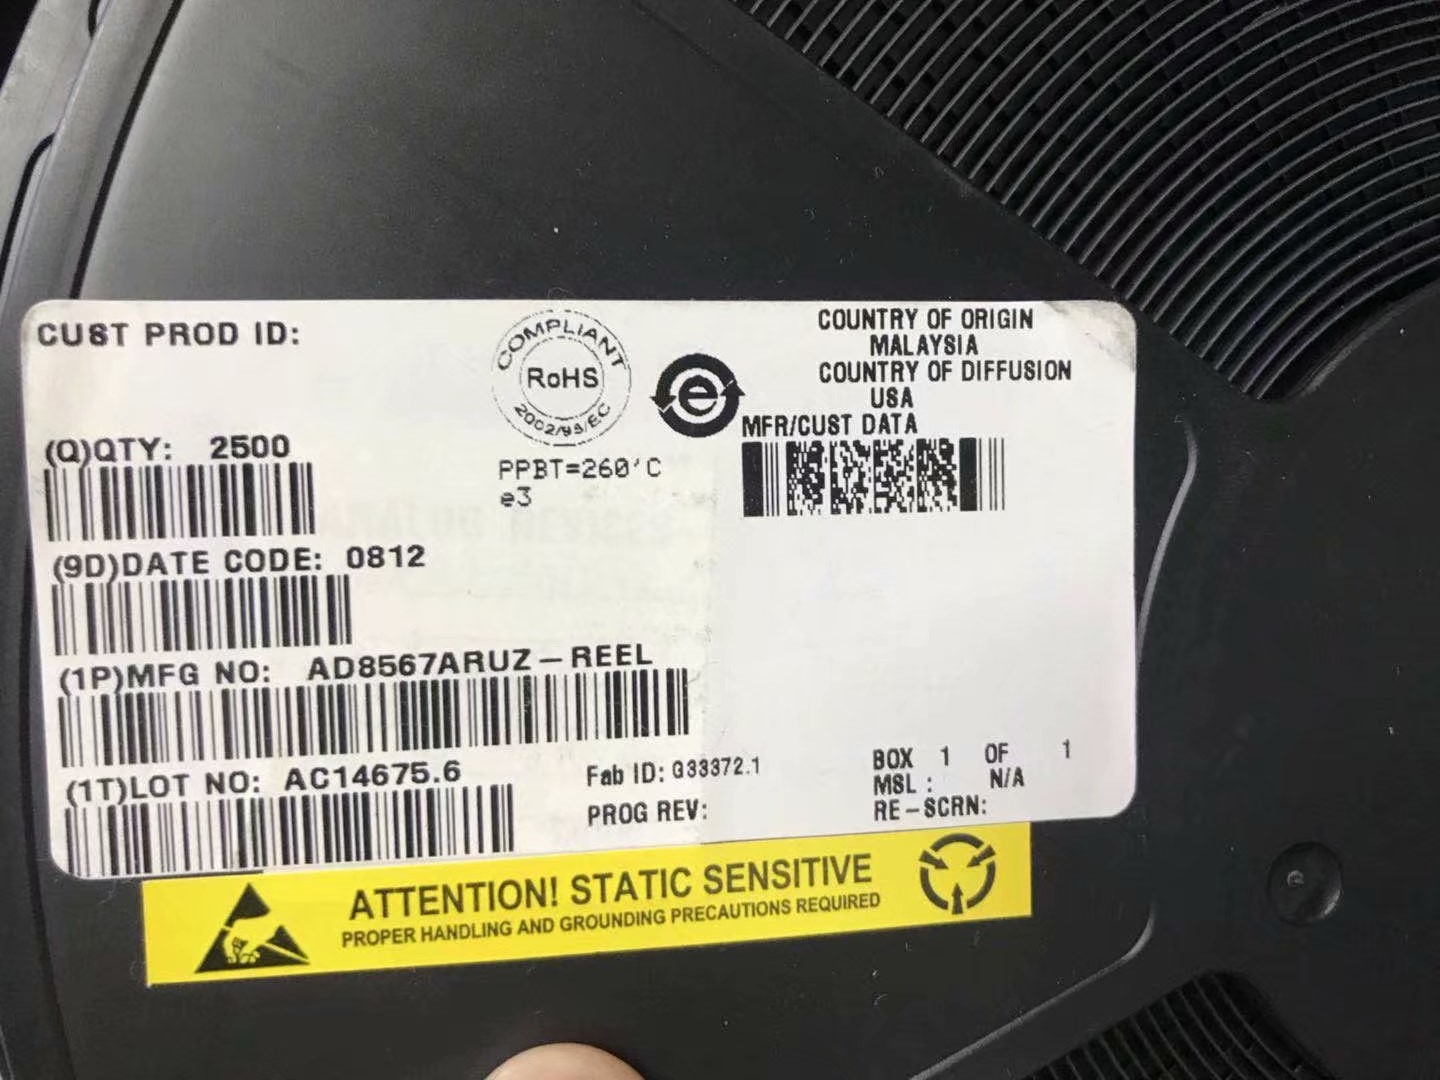 CUST PROD ID:
COMPLIANT
RoHS
2002/95/EC
e
COUNTRY OF ORIGIN
MALAYSIA
COUNTRY OF DIFFUSION
USA
MFR/CUST DATA
(Q)QTY: 2500
PPBT=260'C
e3
ANALOG DEVICES
(9D)DATE CODE: 0812
(1P)MFG NO: AD8567ARUZ-REEL
(1T)LOT NO: AC14675.6
Fab ID: G33372.1
PROG REV:
BOX 1 OF 1
MSL : N/A
RE-SCRN:
ATTENTION! STATIC SENSITIVE
PROPER HANDLING AND GROUNDING PRECAUTIONS REQUIRED